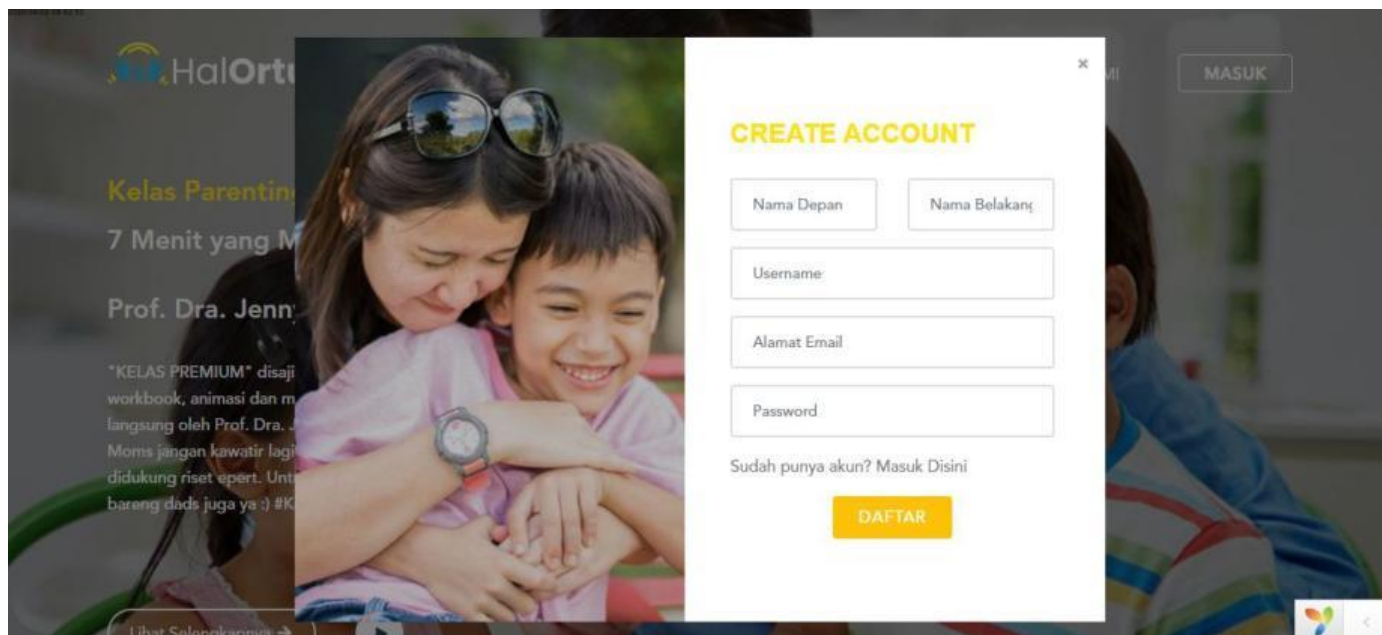 HalOrtu
MI
MASUK
Kelas Parentin
7 Menit yang M
Prof. Dra. Jenn
"KELAS PREMIUM" disaji
workbook, animasi dan m
langsung oleh Prof. Dra. J
Moms jangan kawatir lagi
didukung riset epert. Unt
bareng dads juga ya :) #K
Lihat Selengkapnya →
×
CREATE ACCOUNT
Nama Depan
Nama Belakang
Username
Alamat Email
Password
Sudah punya akun? Masuk Disini
DAFTAR